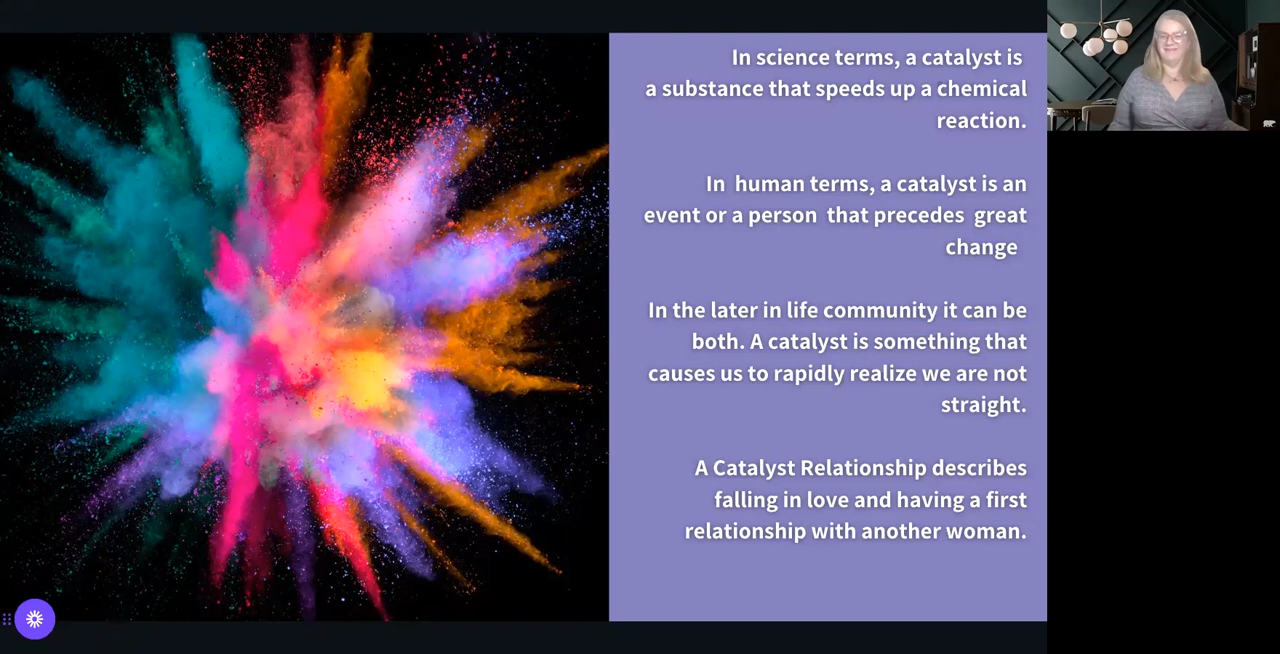 In science terms, a catalyst is
a substance that speeds up a chemical
reaction.
In  human terms, a catalyst is an
event or a person  that precedes  great
change
In the later in life community it can be
both. A catalyst is something that
causes us to rapidly realize we are not
straight.
A Catalyst Relationship describes
falling in love and having a first
relationship with another woman.